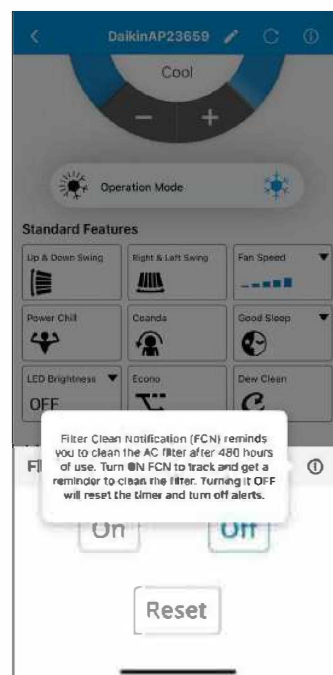 DaikinAP23659
Cool
Operation Mode
Standard Features
Up & Down Swing
Right & Left Swing
Fan Speed
Power Chill
Coanda
Good Sleep
LED Brightness
Econo
Dew Clean
OFF
Filter Clean Notification (FCN) reminds
you to clean the AC filter after 480 hours
of use. Turn ON FCN to track and get a
reminder to clean the filter. Turning it OFF
will reset the timer and turn off alerts.
On
Off
Reset